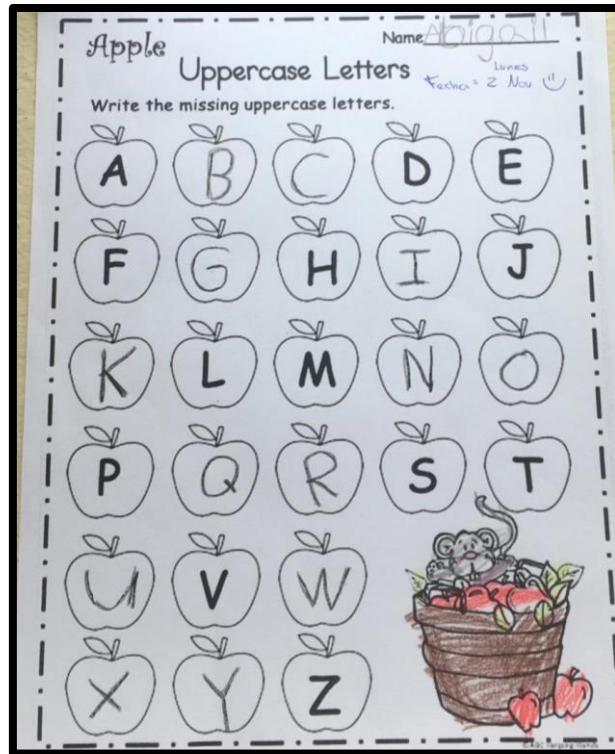 Apple
Name Abigail
Uppercase Letters
Lunes
Fecha = 2 Nov
Write the missing uppercase letters.
A B C D E
F G H I J
K L M N O
P Q R S T
U V W
X Y Z